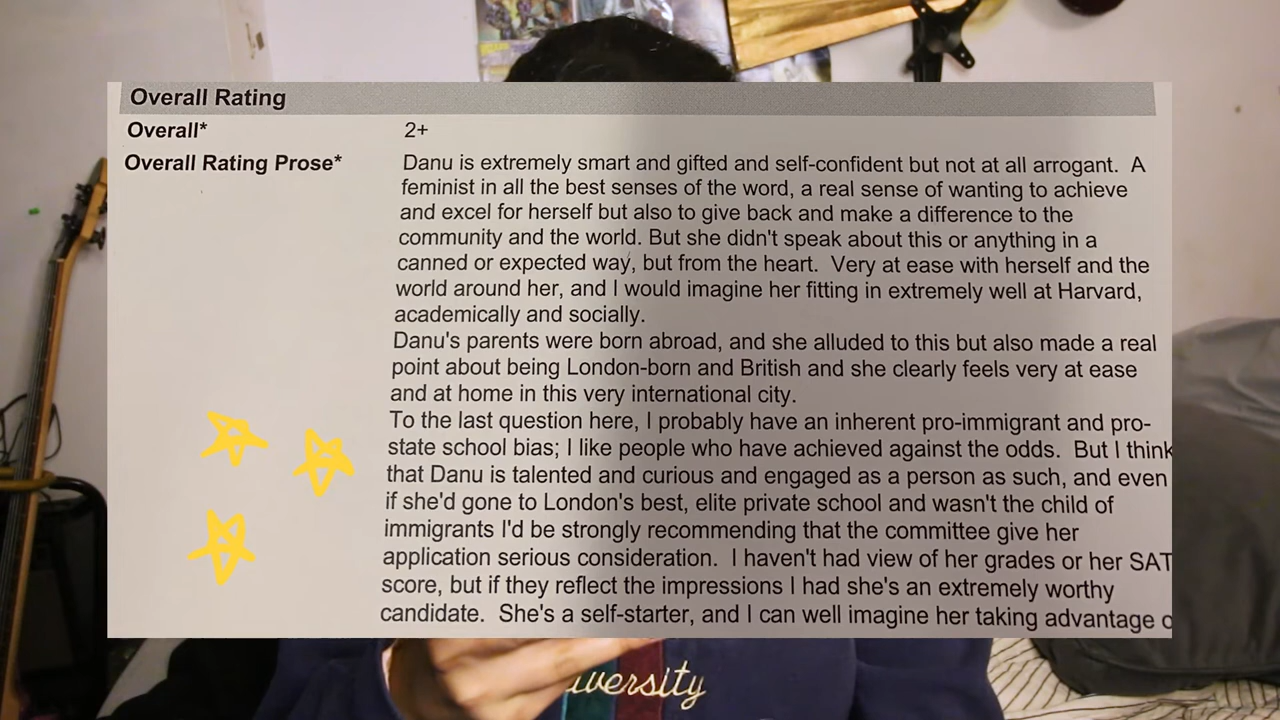 Overall Rating
Overall* 2+
Overall Rating Prose* Danu is extremely smart and gifted and self-confident but not at all arrogant. A
feminist in all the best senses of the word, a real sense of wanting to achieve
and excel for herself but also to give back and make a difference to the
community and the world. But she didn't speak about this or anything in a
canned or expected way, but from the heart. Very at ease with herself and the
world around her, and I would imagine her fitting in extremely well at Harvard,
academically and socially.
Danu's parents were born abroad, and she alluded to this but also made a real
point about being London-born and British and she clearly feels very at ease
and at home in this very international city.
To the last question here, I probably have an inherent pro-immigrant and pro-
state school bias; I like people who have achieved against the odds. But I think
that Danu is talented and curious and engaged as a person as such, and even
if she'd gone to London's best, elite private school and wasn't the child of
immigrants I'd be strongly recommending that the committee give her
application serious consideration. I haven't had view of her grades or her SAT
score, but if they reflect the impressions I had she's an extremely worthy
candidate. She's a self-starter, and I can well imagine her taking advantage
iversity